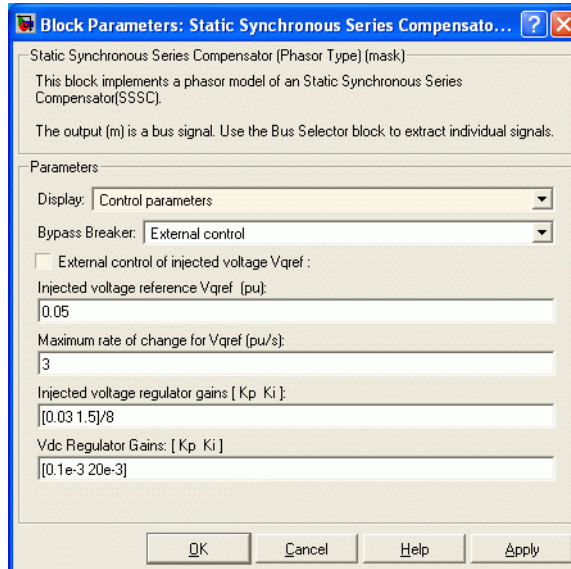 Block Parameters: Static Synchronous Series Compensato...
Static Synchronous Series Compensator (Phasor Type) (mask)
This block implements a phasor model of an Static Synchronous Series
Compensator(SSSC).
The output (m) is a bus signal. Use the Bus Selector block to extract individual signals.
Parameters
Display: Control parameters
Bypass Breaker: External control
External control of injected voltage Vqref :
Injected voltage reference Vqref (pu):
0.05
Maximum rate of change for Vqref (pu/s):
3
Injected voltage regulator gains [ Kp Ki ]:
[0.03 1.5]/8
Vdc Regulator Gains: [ Kp Ki ]
[0.1e-3 20e-3]
OK Cancel Help Apply